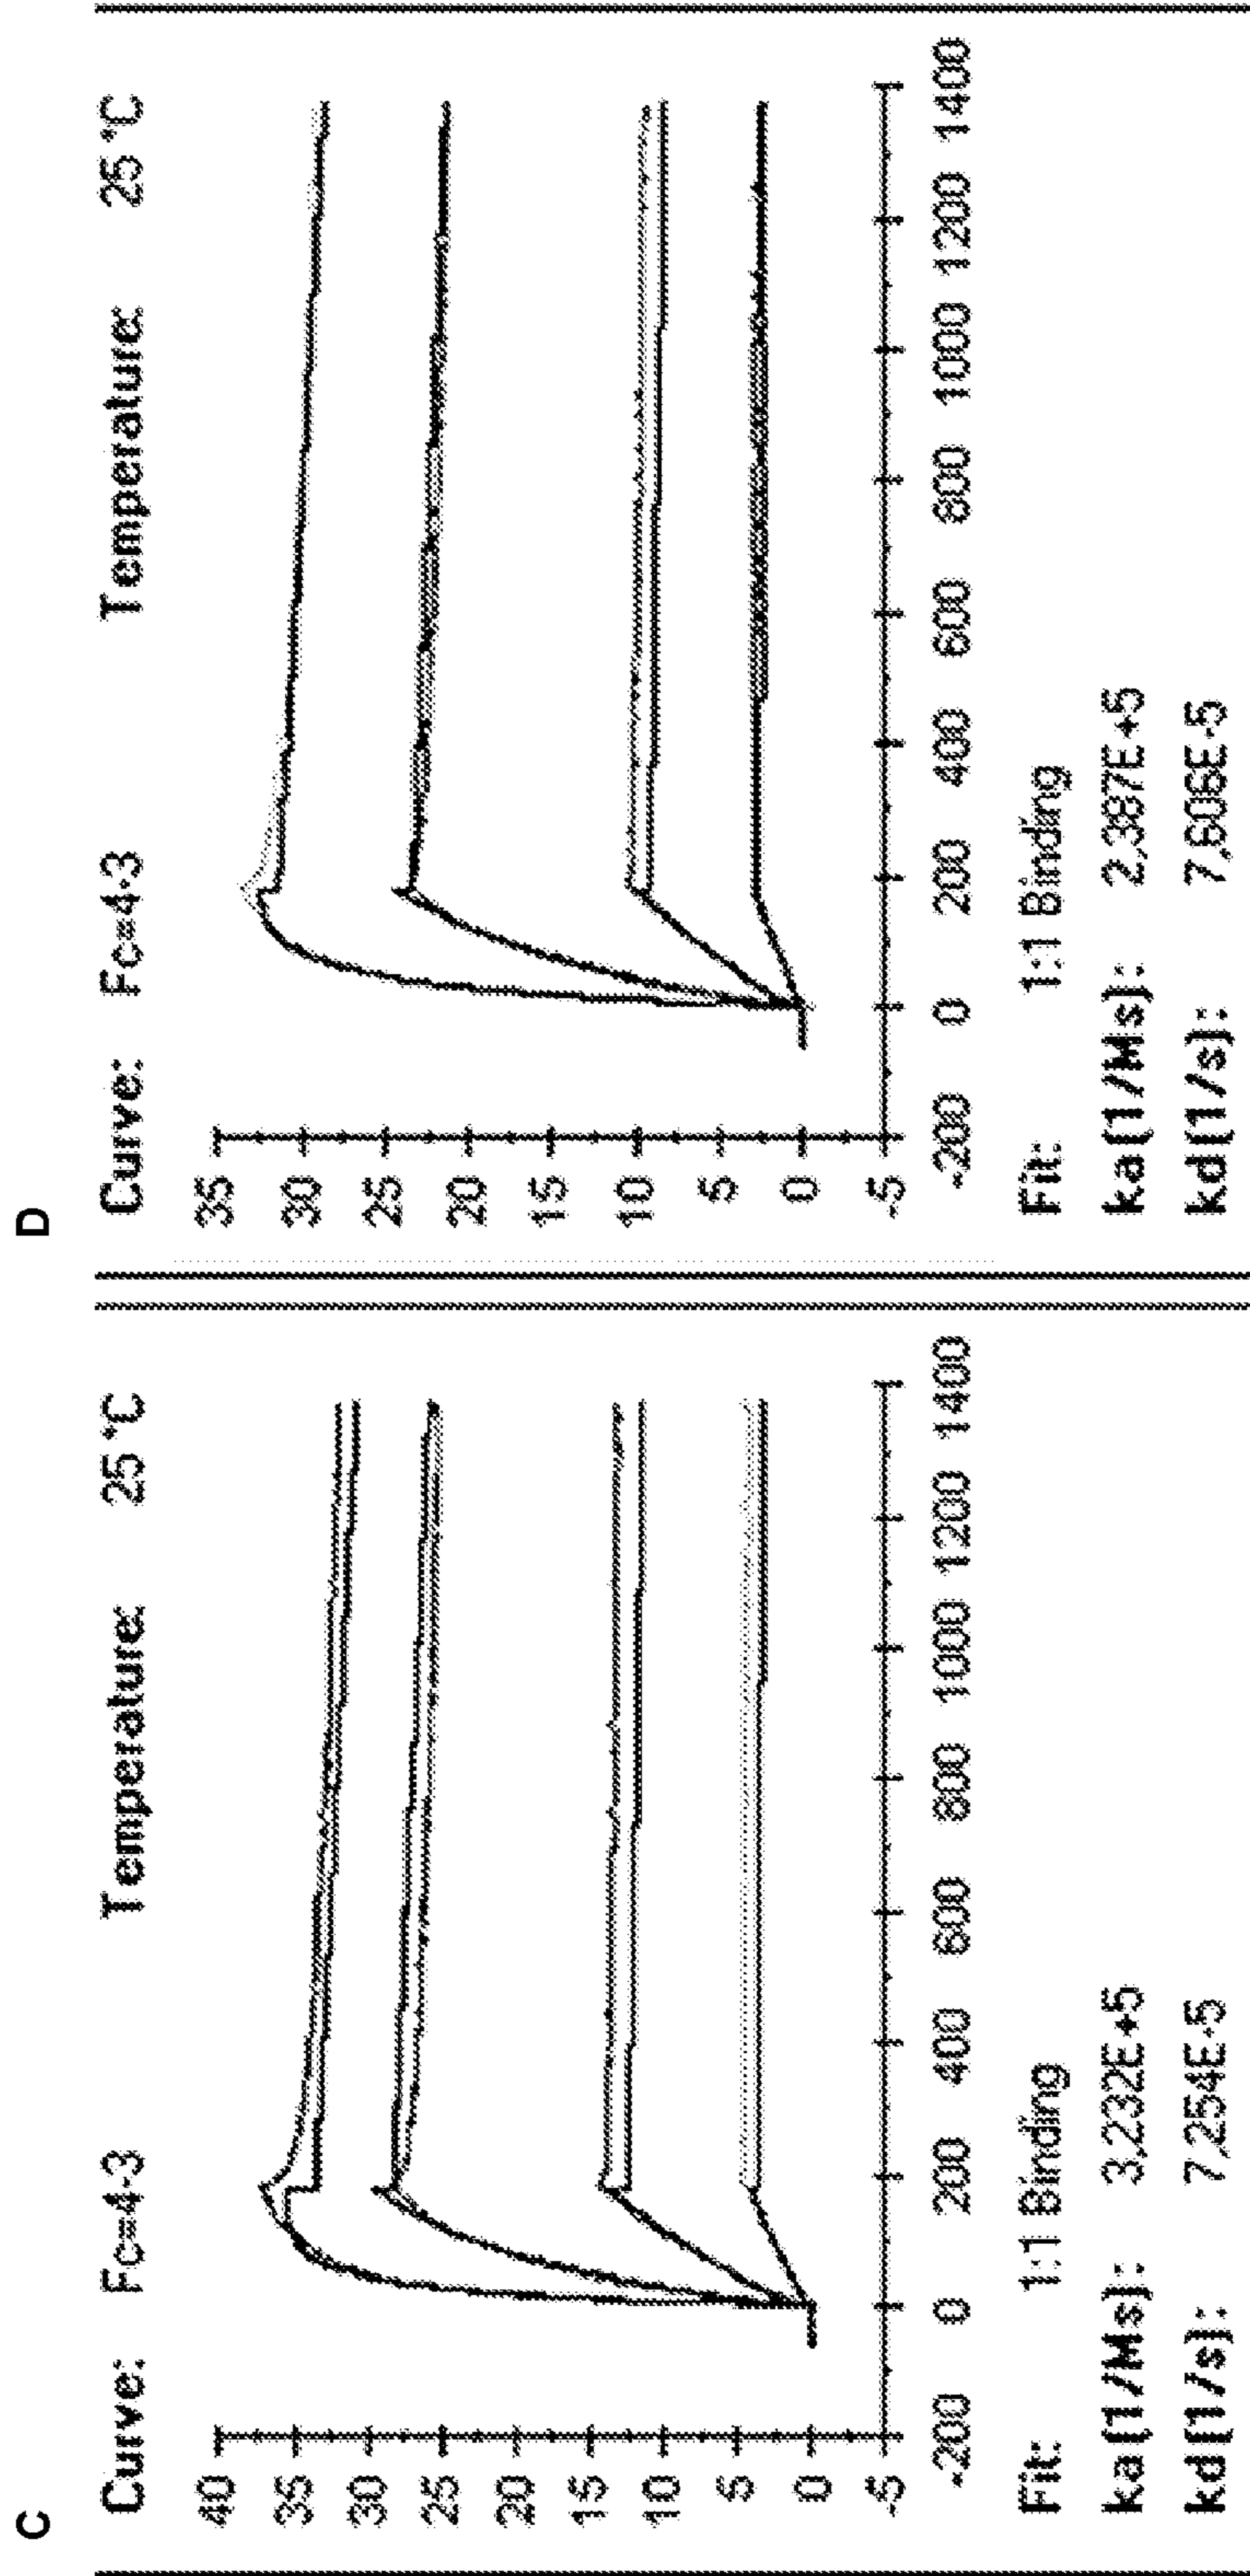 C
Curve: Fc=4-3 Temperature: 25 °C
40
35
30
25
20
15
10
5
0
-5
-200 0 200 400 600 800 1000 1200 1400
Fit: 1:1 Binding
ka(1/Ms): 3,232E+5
kd(1/s): 7,254E-5
D
Curve: Fc=4-3 Temperature: 25 °C
35
30
25
20
15
10
5
0
-5
-200 0 200 400 600 800 1000 1200 1400
Fit: 1:1 Binding
ka(1/Ms): 2,387E+5
kd(1/s): 7,606E-5